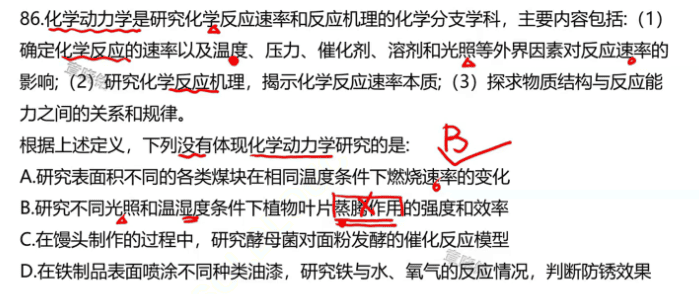 86.化学动力学是研究化学反应速率和反应机理的化学分支学科，主要内容包括:（1）
确定化学反应的速率以及温度、压力、催化剂、溶剂和光照等外界因素对反应速率的
影响;（2）研究化学反应机理，揭示化学反应速率本质;（3）探求物质结构与反应能
力之间的关系和规律。
根据上述定义，下列没有体现化学动力学研究的是:
B
A.研究表面积不同的各类煤块在相同温度条件下燃烧速率的变化
B.研究不同光照和温湿度条件下植物叶片蒸腾作用的强度和效率
C.在馒头制作的过程中，研究酵母菌对面粉发酵的催化反应模型
D.在铁制品表面喷涂不同种类油漆，研究铁与水、氧气的反应情况，判断防锈效果